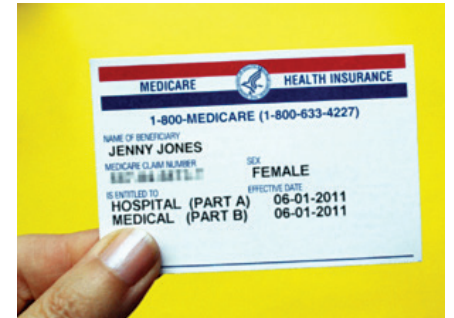 MEDICARE HEALTH INSURANCE
1-800-MEDICARE (1-800-633-4227)
NAME OF BENEFICIARY
JENNY JONES
MEDICARE CLAIM NUMBER SEX
FEMALE
IS ENTITLED TO EFFECTIVE DATE
HOSPITAL (PART A) 06-01-2011
MEDICAL (PART B) 06-01-2011